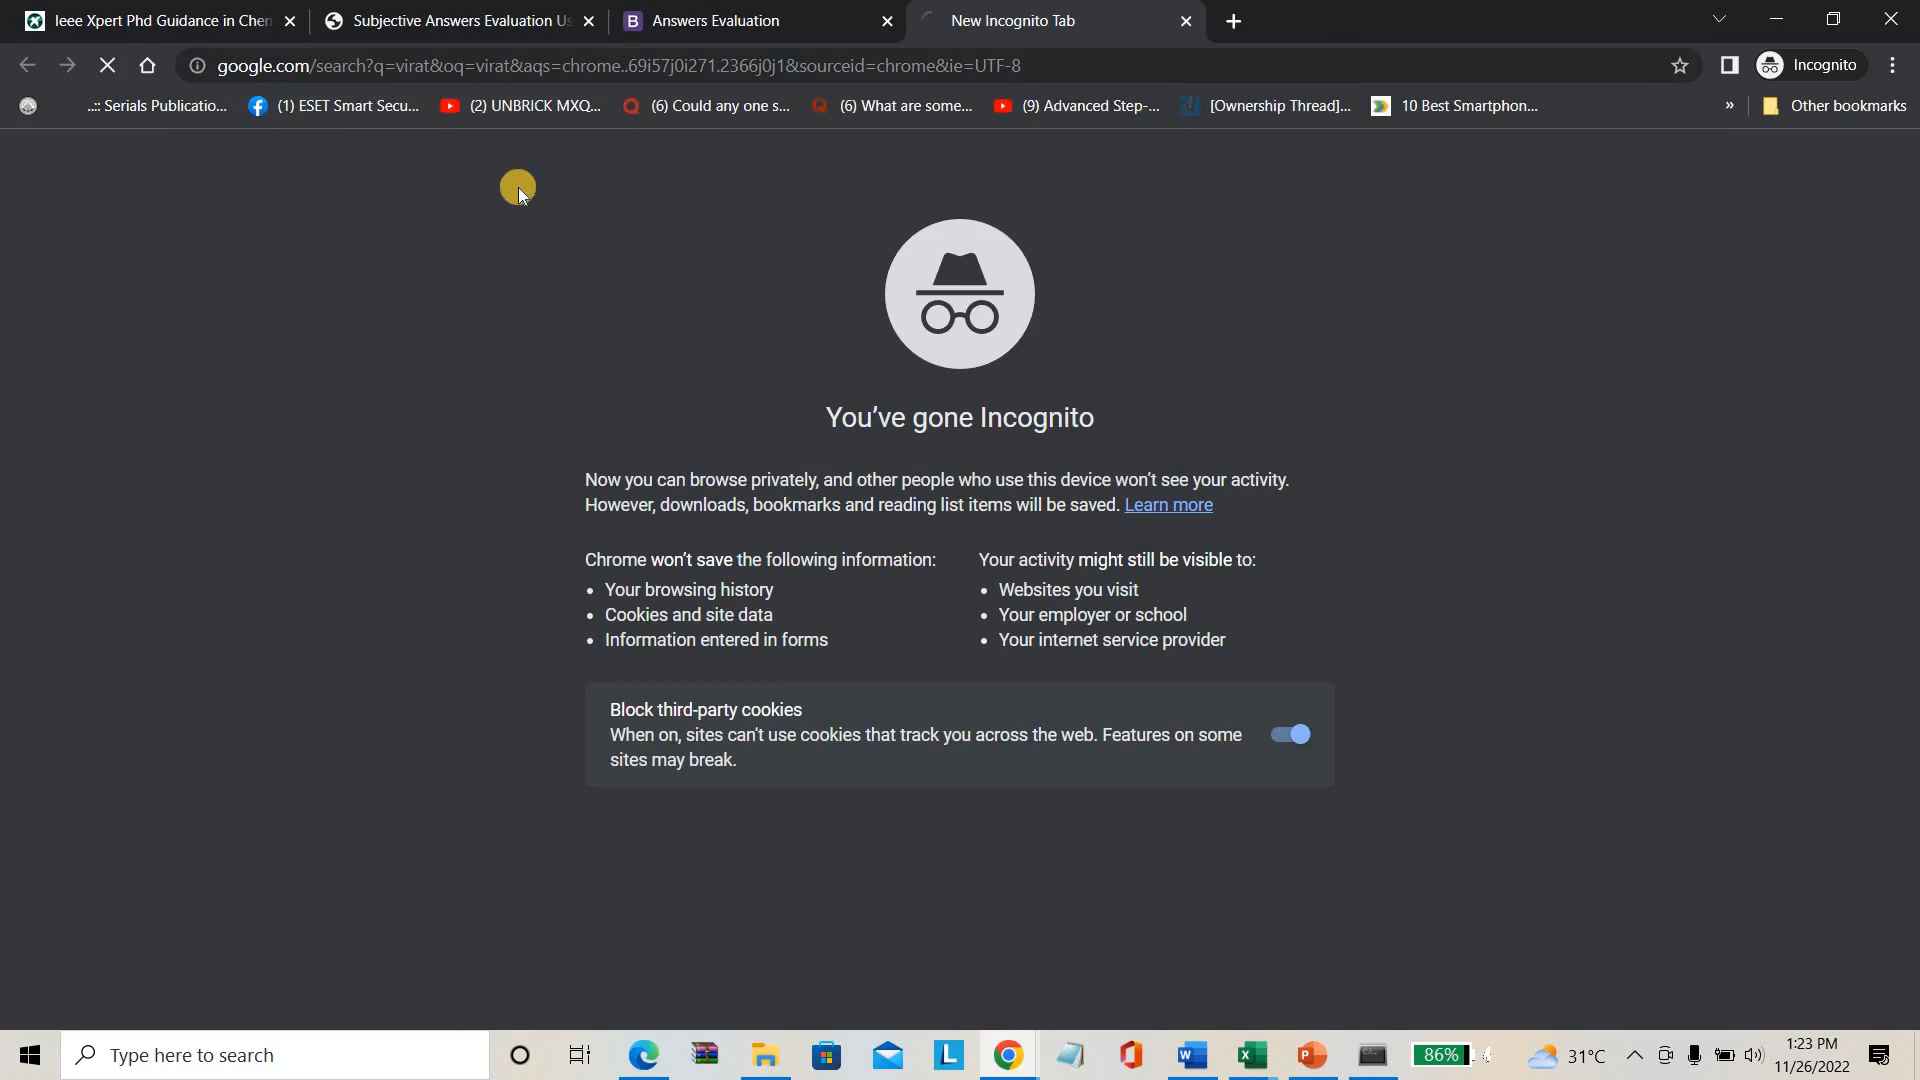 Ieee Xpert Phd Guidance in Chen
Subjective Answers Evaluation Us
B Answers Evaluation
New Incognito Tab
google.com/search?q=virat&oq=virat&aqs=chrome..69i57j0i271.2366j0j1&sourceid=chrome&ie=UTF-8
Incognito
..:: Serials Publicatio...
(1) ESET Smart Secu...
(2) UNBRICK MXQ...
(6) Could any one s...
(6) What are some...
(9) Advanced Step-...
[Ownership Thread]...
10 Best Smartphon...
»
Other bookmarks
You've gone Incognito
Now you can browse privately, and other people who use this device won't see your activity.
However, downloads, bookmarks and reading list items will be saved. Learn more
Chrome won't save the following information:
• Your browsing history
• Cookies and site data
• Information entered in forms
Your activity might still be visible to:
• Websites you visit
• Your employer or school
• Your internet service provider
Block third-party cookies
When on, sites can't use cookies that track you across the web. Features on some
sites may break.
Type here to search
86%
31°C
1:23 PM
11/26/2022